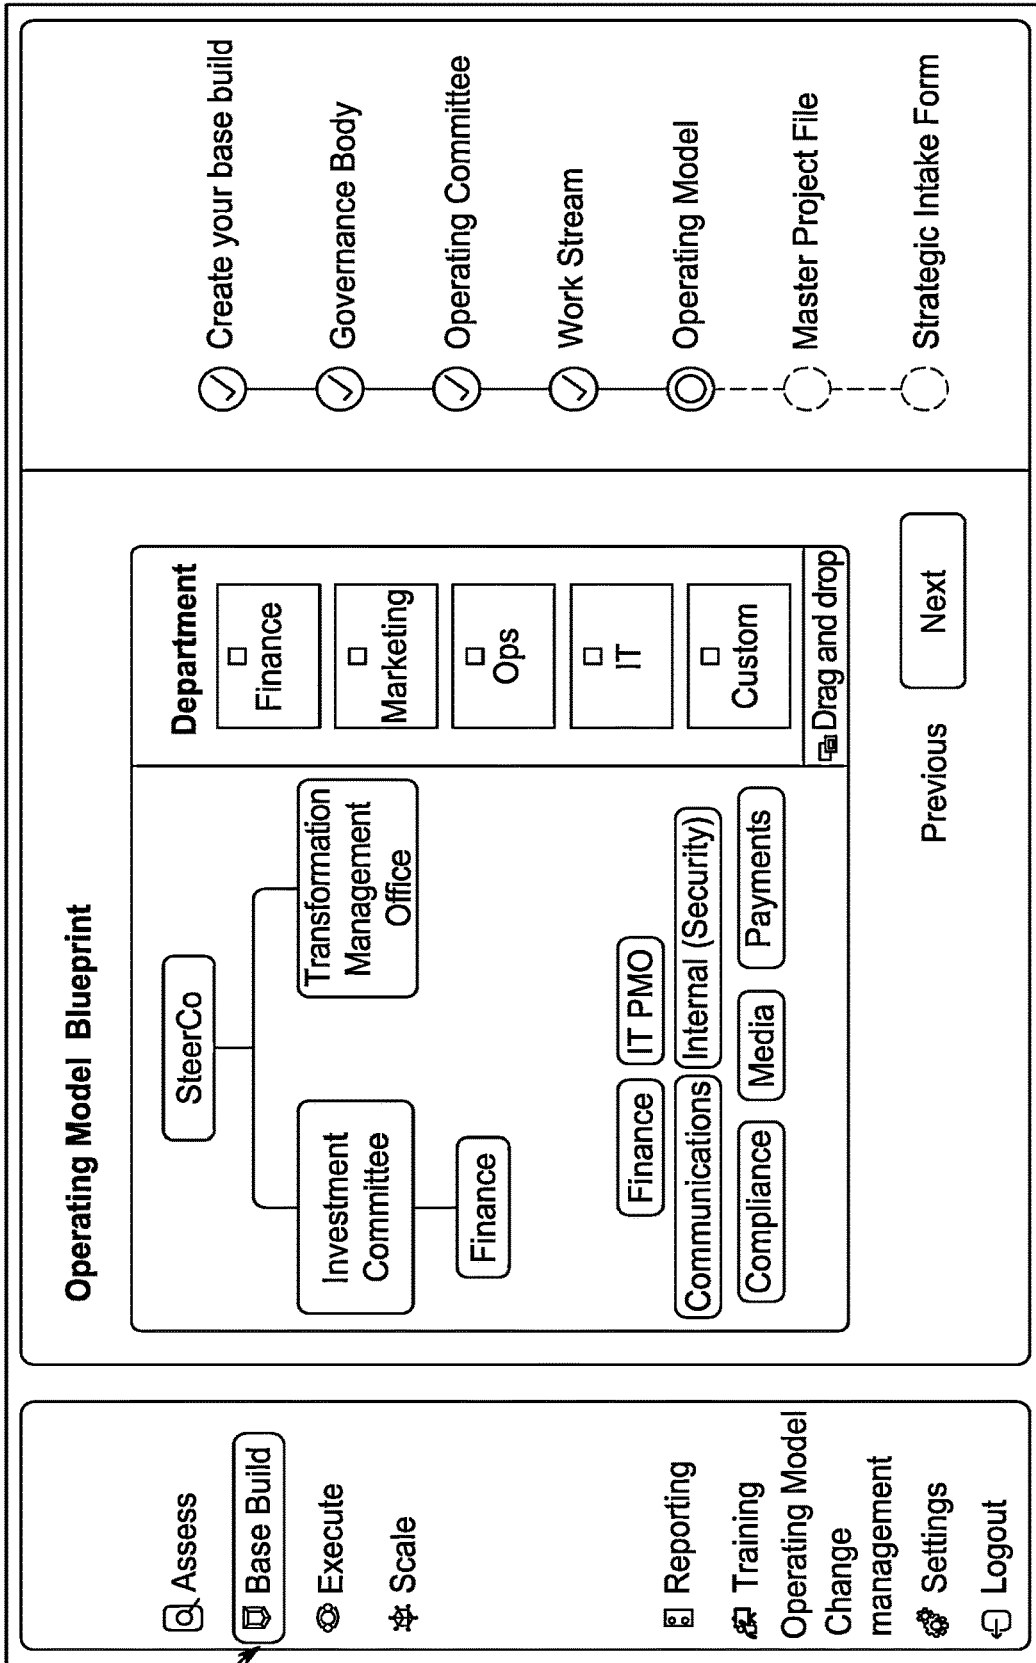 Assess
Base Build
Execute
Scale
Reporting
Training
Operating Model
Change
management
Settings
Logout
Operating Model Blueprint
SteerCo
Investment
Committee
Transformation
Management
Office
Finance
Finance
IT PMO
Communications
Internal (Security)
Compliance
Media
Payments
Department
Finance
Marketing
Ops
IT
Custom
Drag and drop
Previous
Next
Create your base build
Governance Body
Operating Committee
Work Stream
Operating Model
Master Project File
Strategic Intake Form